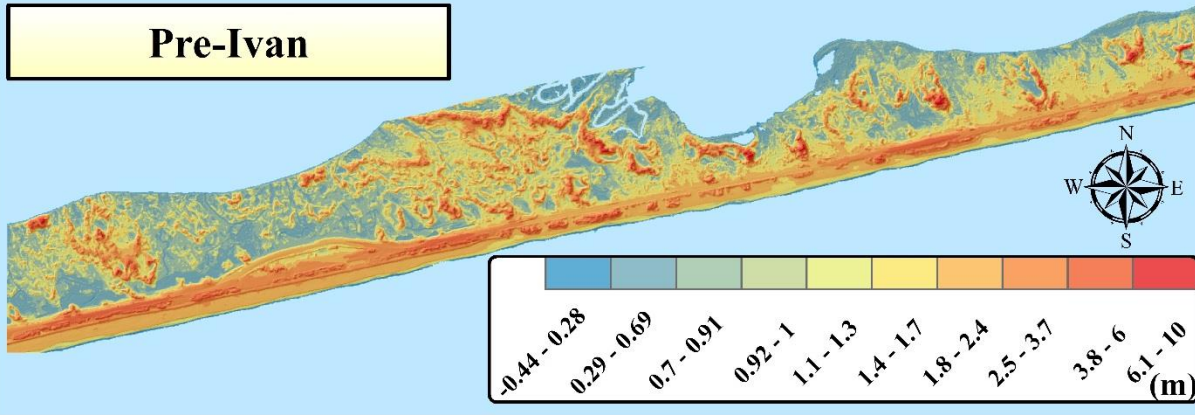 Pre-Ivan
N
W E
S
-0.44 - 0.28
0.29 - 0.69
0.7 - 0.91
0.92 - 1
1.1 - 1.3
1.4 - 1.7
1.8 - 2.4
2.5 - 3.7
3.8 - 6
6.1 - 10
(m)